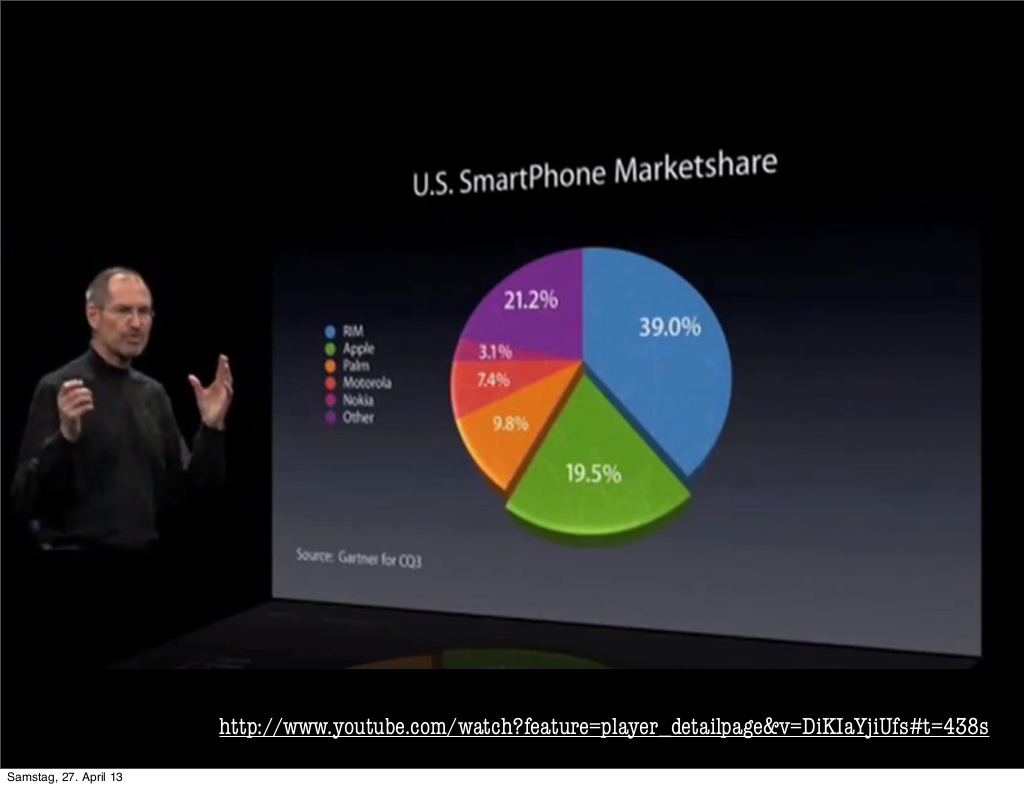 U.S. SmartPhone Marketshare
21.2%
39.0%
3.1%
7.4%
9.8%
19.5%
RIM
Apple
Palm
Motorola
Nokia
Other
Source: Gartner for CQ3
http://www.youtube.com/watch?feature=player_detailpage&v=DiKIaYjiUfs#t=438s
Samstag, 27. April 13